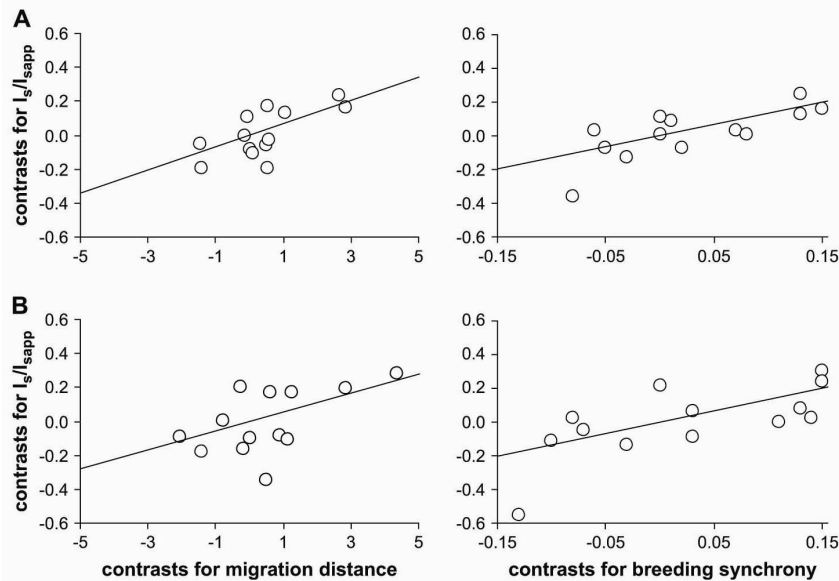 A
contrasts for Is/Isapp
0.6
0.4
0.2
0.0
-0.2
-0.4
-0.6
-5 -3 -1 1 3 5
0.6
0.4
0.2
0.0
-0.2
-0.4
-0.6
-0.15 -0.05 0.05 0.15
B
contrasts for Is/Isapp
0.6
0.4
0.2
0.0
-0.2
-0.4
-0.6
-5 -3 -1 1 3 5
contrasts for migration distance
0.6
0.4
0.2
0.0
-0.2
-0.4
-0.6
-0.15 -0.05 0.05 0.15
contrasts for breeding synchrony